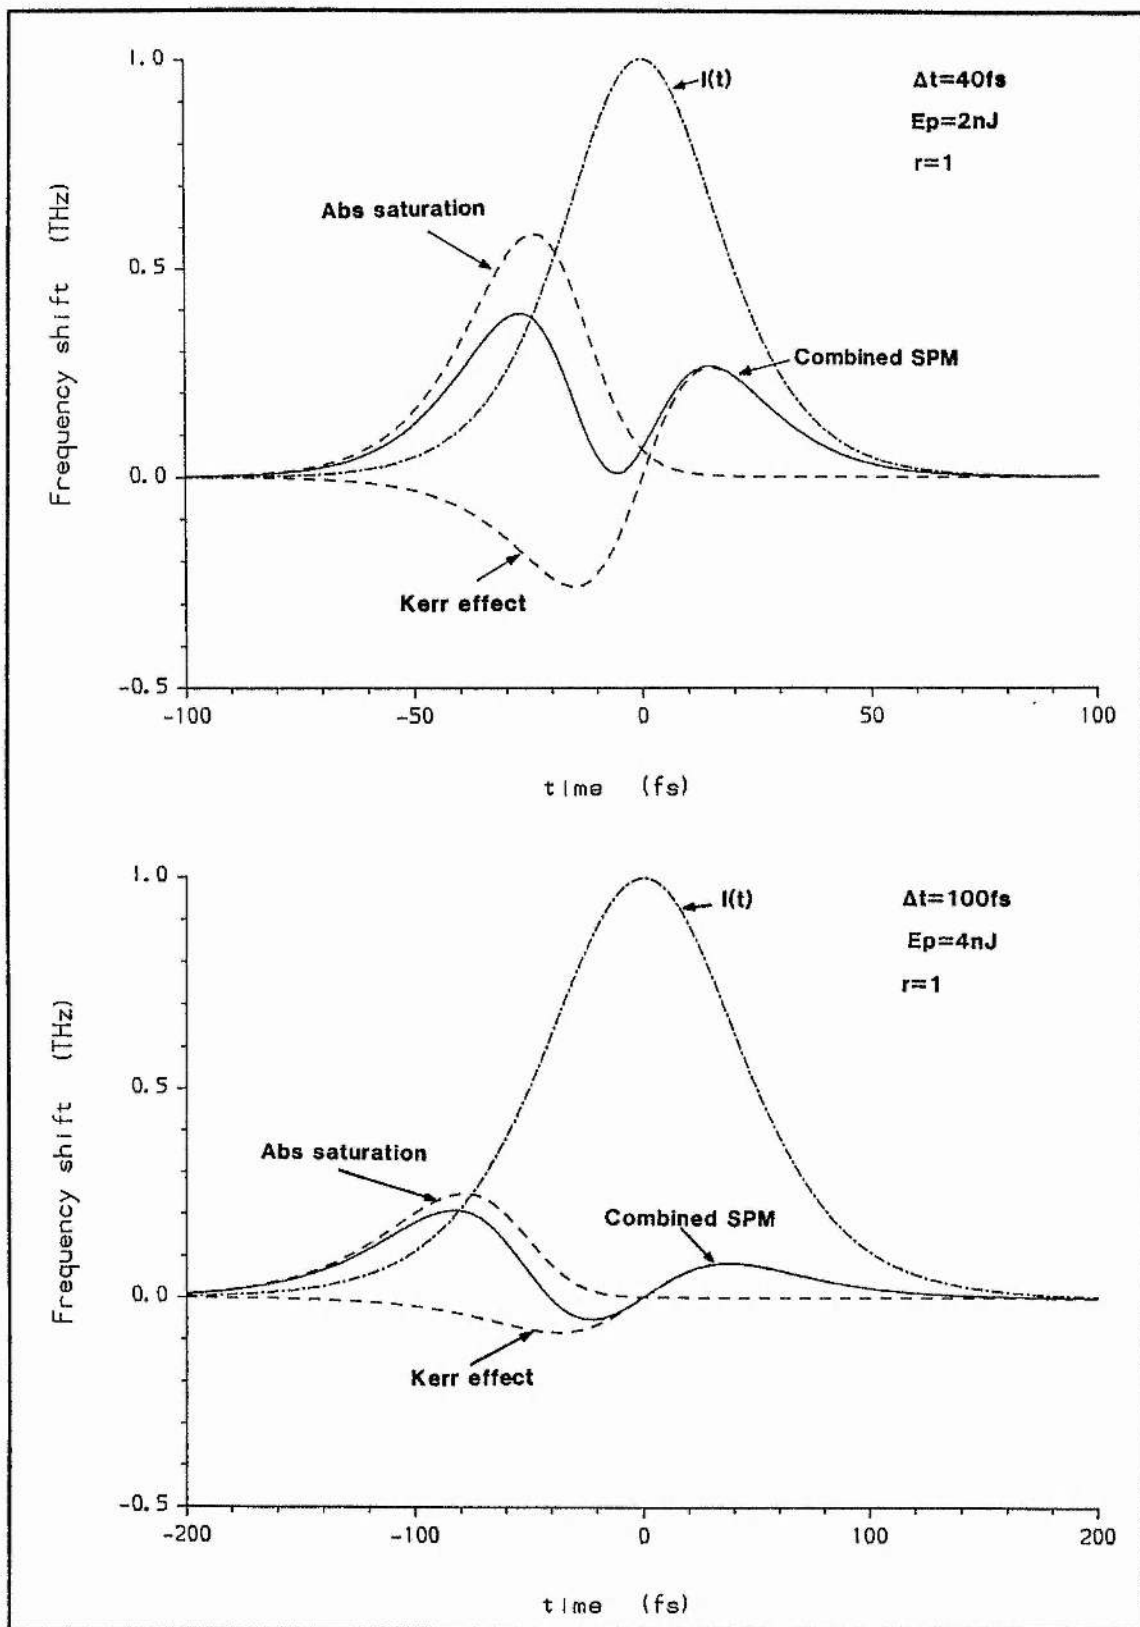 1.0
I(t)
Δt=40fs
Ep=2nJ
r=1
Abs saturation
0.5
Combined SPM
Frequency shift (THz)
0.0
Kerr effect
-0.5
-100
-50
0
50
100
time (fs)
1.0
I(t)
Δt=100fs
Ep=4nJ
r=1
0.5
Abs saturation
Combined SPM
Frequency shift (THz)
0.0
Kerr effect
-0.5
-200
-100
0
100
200
time (fs)